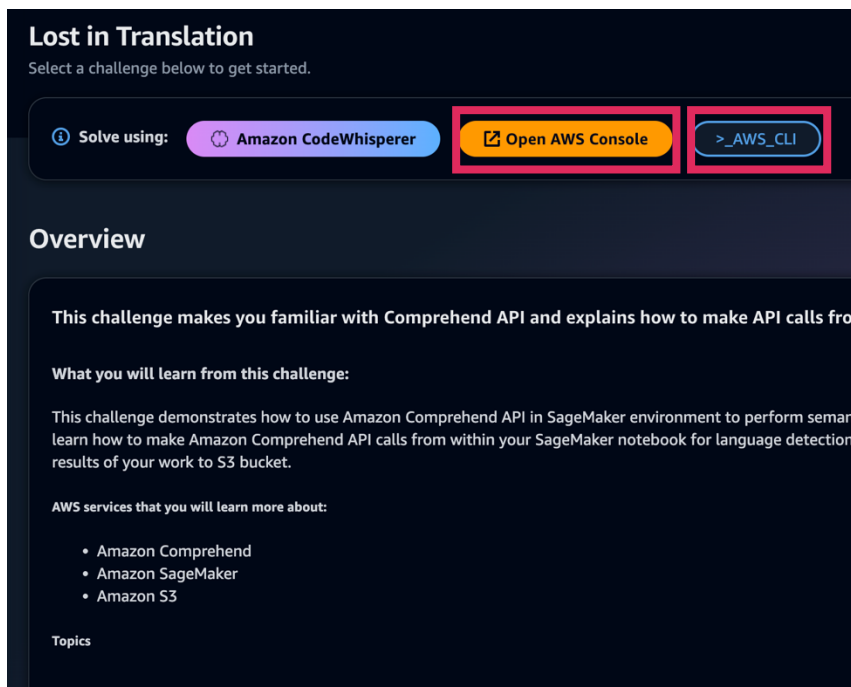 Lost in Translation
Select a challenge below to get started.
Solve using: Amazon CodeWhisperer Open AWS Console >_AWS_CLI
Overview
This challenge makes you familiar with Comprehend API and explains how to make API calls fro
What you will learn from this challenge:
This challenge demonstrates how to use Amazon Comprehend API in SageMaker environment to perform seman
learn how to make Amazon Comprehend API calls from within your SageMaker notebook for language detection
results of your work to S3 bucket.
AWS services that you will learn more about:
• Amazon Comprehend
• Amazon SageMaker
• Amazon S3
Topics